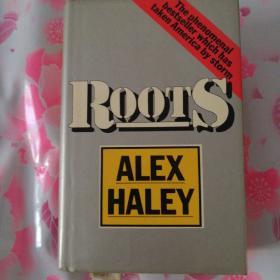 The phenomenal
bestseller which has
taken America by storm
ROOTS
ALEX
HALEY